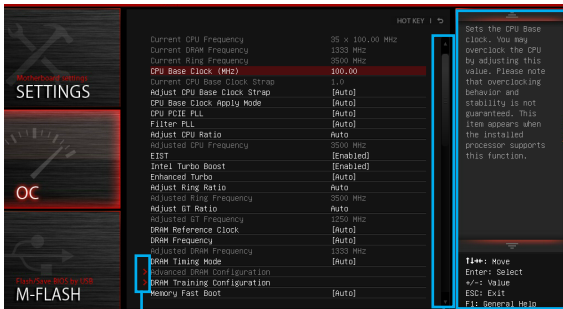 HOT KEY | ⮌
Motherboard settings
SETTINGS
OC
Flash/Save BIOS by USB
M-FLASH
Current CPU Frequency 35 x 100.00 MHz
Current DRAM Frequency 1333 MHz
Current Ring Frequency 3500 MHz
CPU Base Clock (MHz) 100.00
Current CPU Base Clock Strap 1.0
Adjust CPU Base Clock Strap [Auto]
CPU Base Clock Apply Mode [Auto]
CPU PCIE PLL [Auto]
Filter PLL [Auto]
Adjust CPU Ratio Auto
Adjusted CPU Frequency 3500 MHz
EIST [Enabled]
Intel Turbo Boost [Enabled]
Enhanced Turbo [Auto]
Adjust Ring Ratio Auto
Adjusted Ring Frequency 3500 MHz
Adjust GT Ratio Auto
Adjusted GT Frequency 1250 MHz
DRAM Reference Clock [Auto]
DRAM Frequency [Auto]
Adjusted DRAM Frequency 1333 MHz
DRAM Timing Mode [Auto]
> Advanced DRAM Configuration
> DRAM Training Configuration
Memory Fast Boot [Auto]
Sets the CPU Base
clock. You may
overclock the CPU
by adjusting this
value. Please note
that overclocking
behavior and
stability is not
guaranteed. This
item appears when
the installed
processor supports
this function.
↑↓→←: Move
Enter: Select
+/-: Value
ESC: Exit
F1: General Help